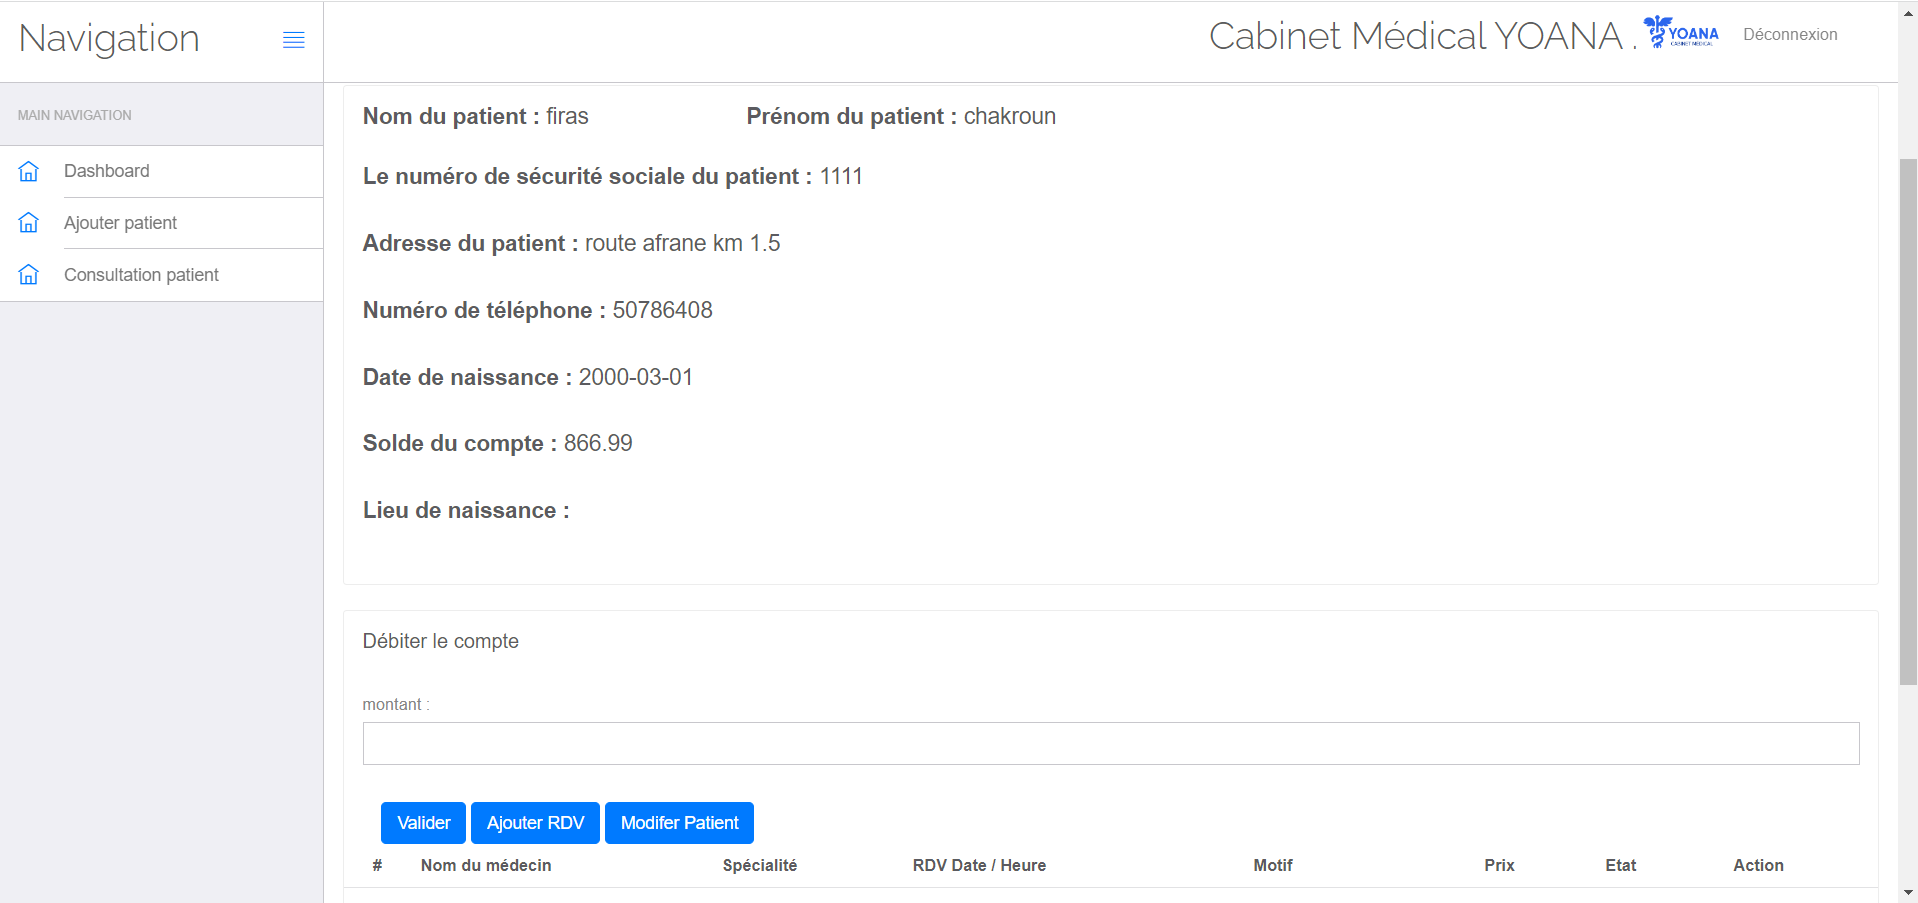 Navigation
Cabinet Médical YOANA .
YOANA
CABINET MEDICAL
Déconnexion
MAIN NAVIGATION
Dashboard
Ajouter patient
Consultation patient
Nom du patient : firas Prénom du patient : chakroun
Le numéro de sécurité sociale du patient : 1111
Adresse du patient : route afrane km 1.5
Numéro de téléphone : 50786408
Date de naissance : 2000-03-01
Solde du compte : 866.99
Lieu de naissance :
Débiter le compte
montant :
Valider Ajouter RDV Modifer Patient
# Nom du médecin Spécialité RDV Date / Heure Motif Prix Etat Action